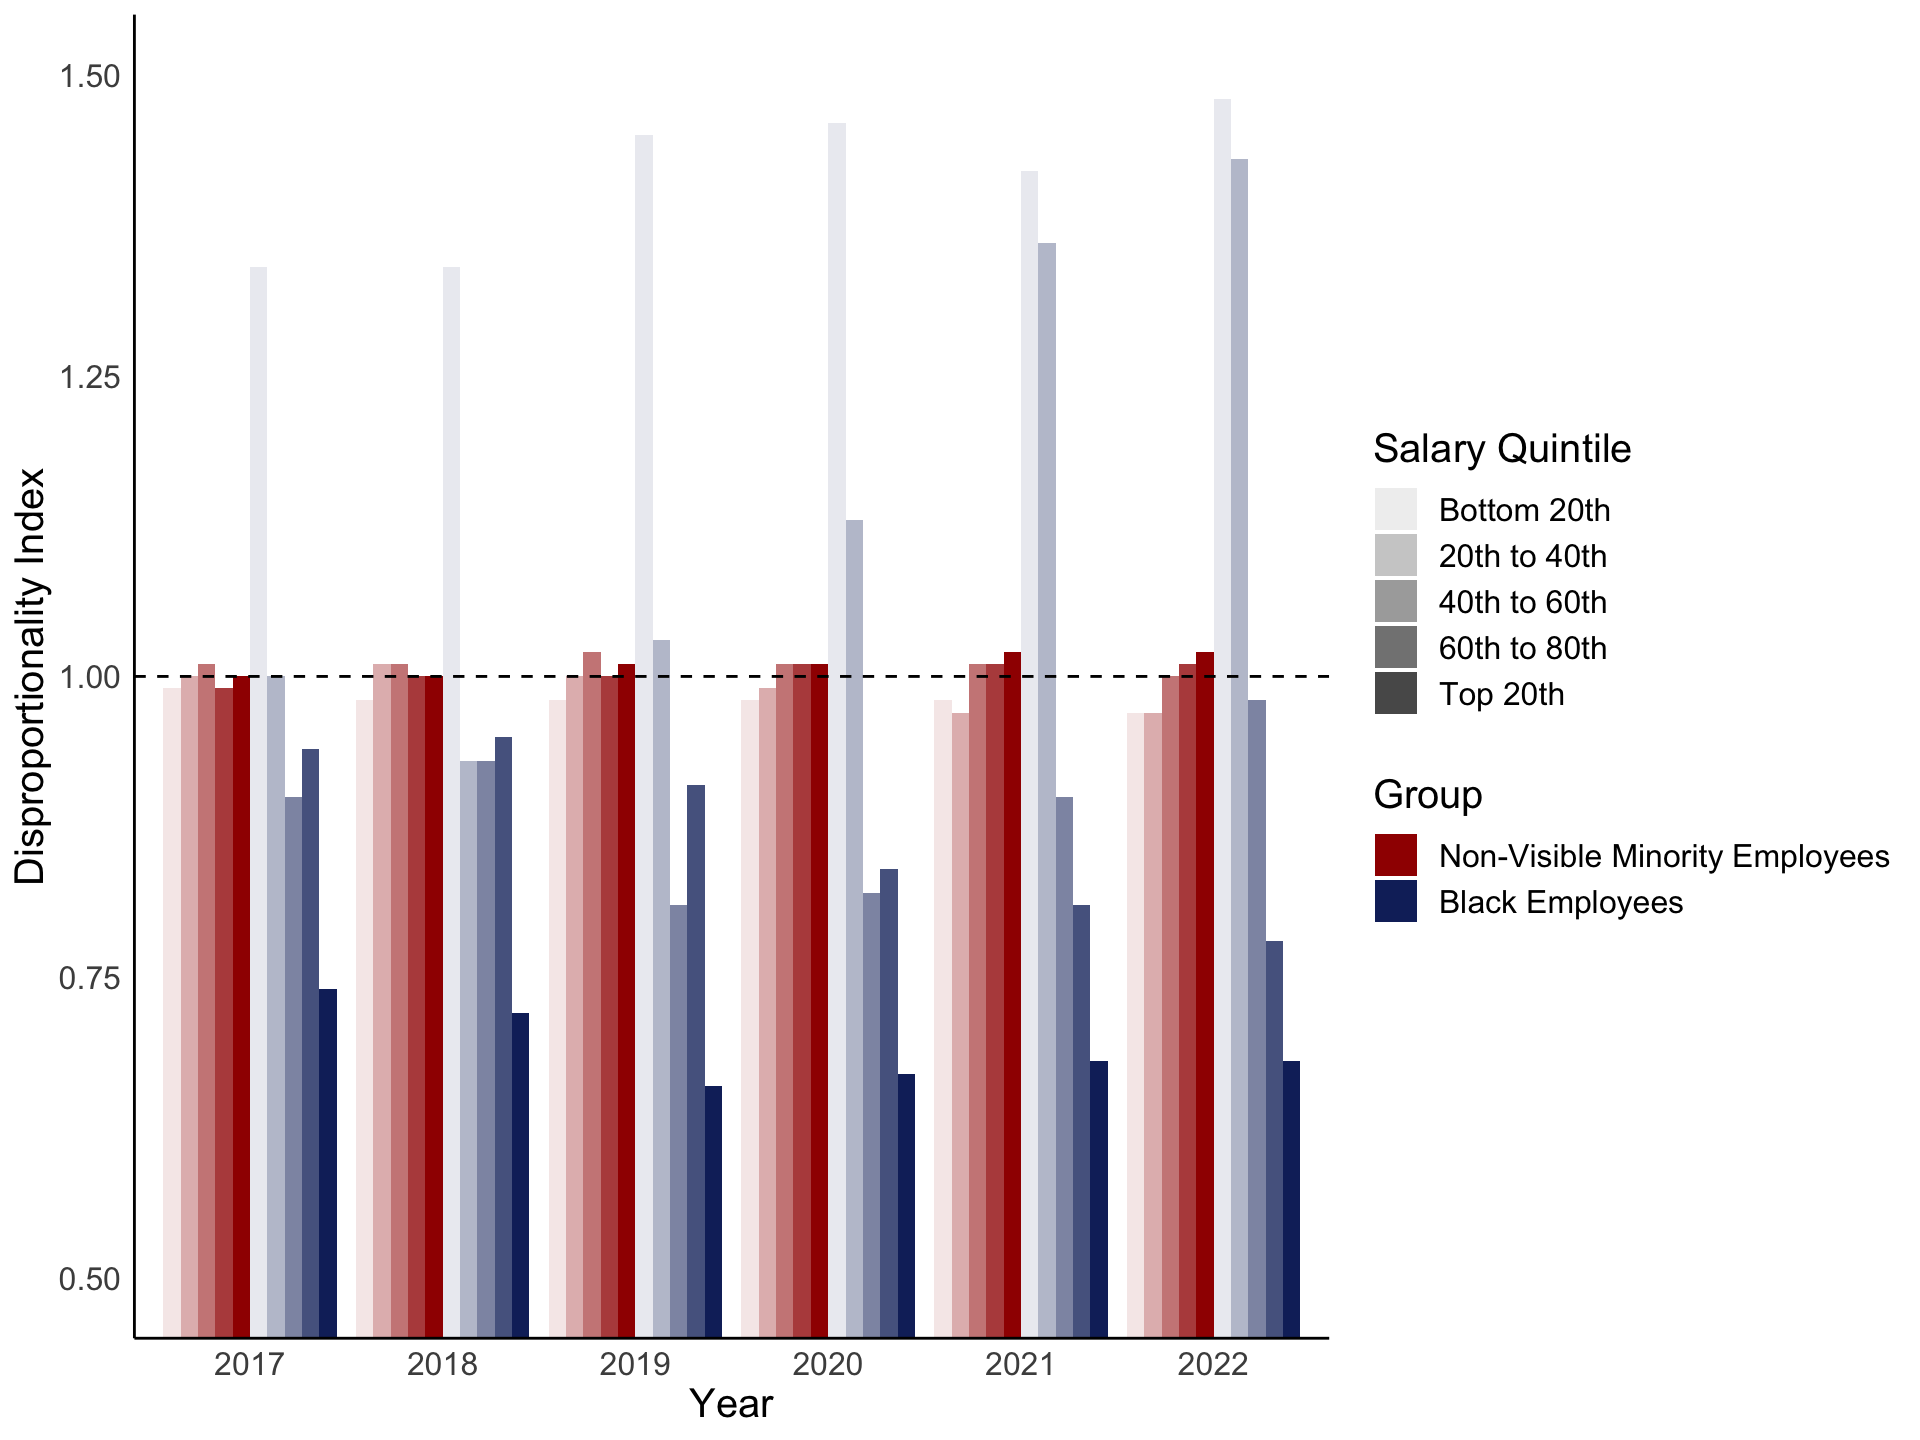 1.50
1.25
1.00
0.75
0.50
Disproportionality Index
2017 2018 2019 2020 2021 2022
Year
Salary Quintile
Bottom 20th
20th to 40th
40th to 60th
60th to 80th
Top 20th
Group
Non-Visible Minority Employees
Black Employees